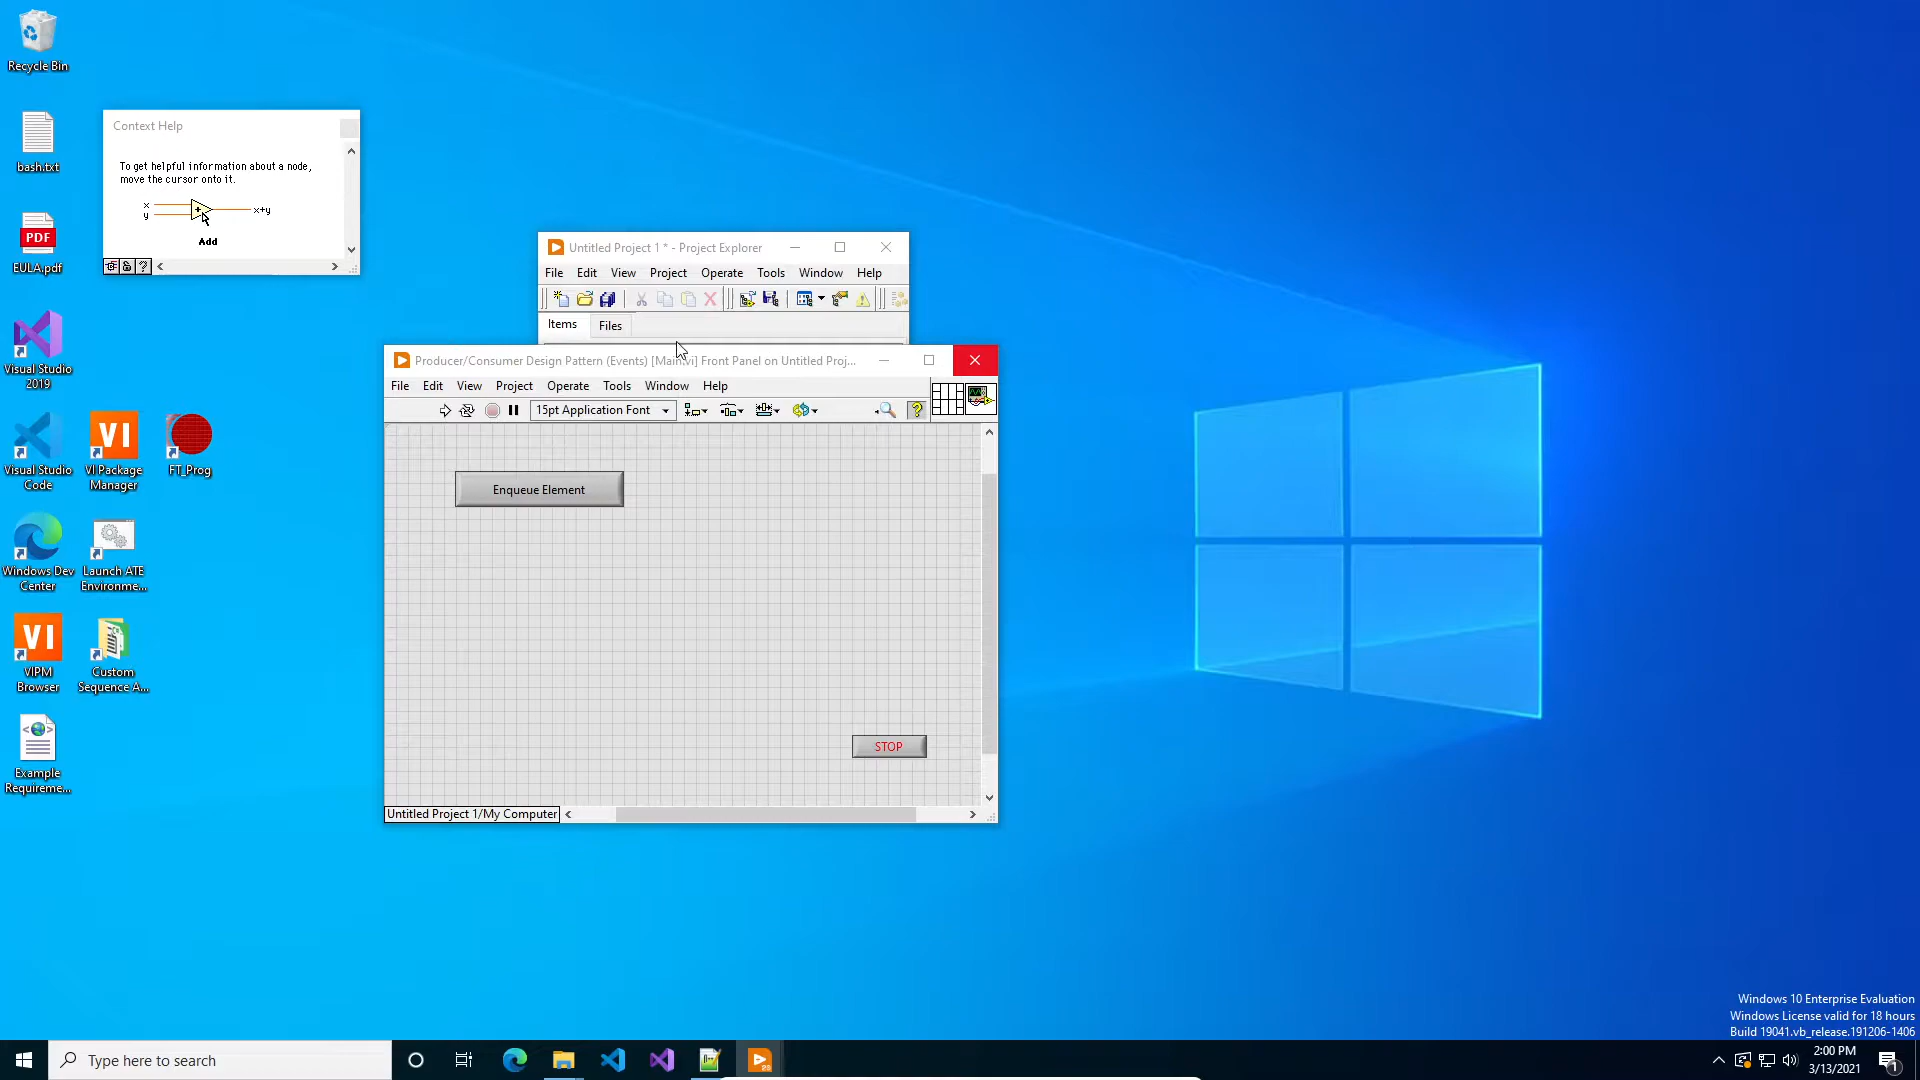 Recycle Bin
bash.txt
PDF
EULA.pdf
Visual Studio
2019
Visual Studio
Code
VI
VI Package
Manager
FT_Prog
Windows Dev
Center
Launch ATE
Environme...
VI
VIPM
Browser
Custom
Sequence A...
Example
Requireme...
Context Help
To get helpful information about a node,
move the cursor onto it.
x
y
x+y
Add
Untitled Project 1 * - Project Explorer
File Edit View Project Operate Tools Window Help
Items Files
Producer/Consumer Design Pattern (Events) [Main.vi] Front Panel on Untitled Proj...
File Edit View Project Operate Tools Window Help
15pt Application Font
Enqueue Element
STOP
Untitled Project 1/My Computer
Windows 10 Enterprise Evaluation
Windows License valid for 18 hours
Build 19041.vb_release.191206-1406
Type here to search
2:00 PM
3/13/2021
1